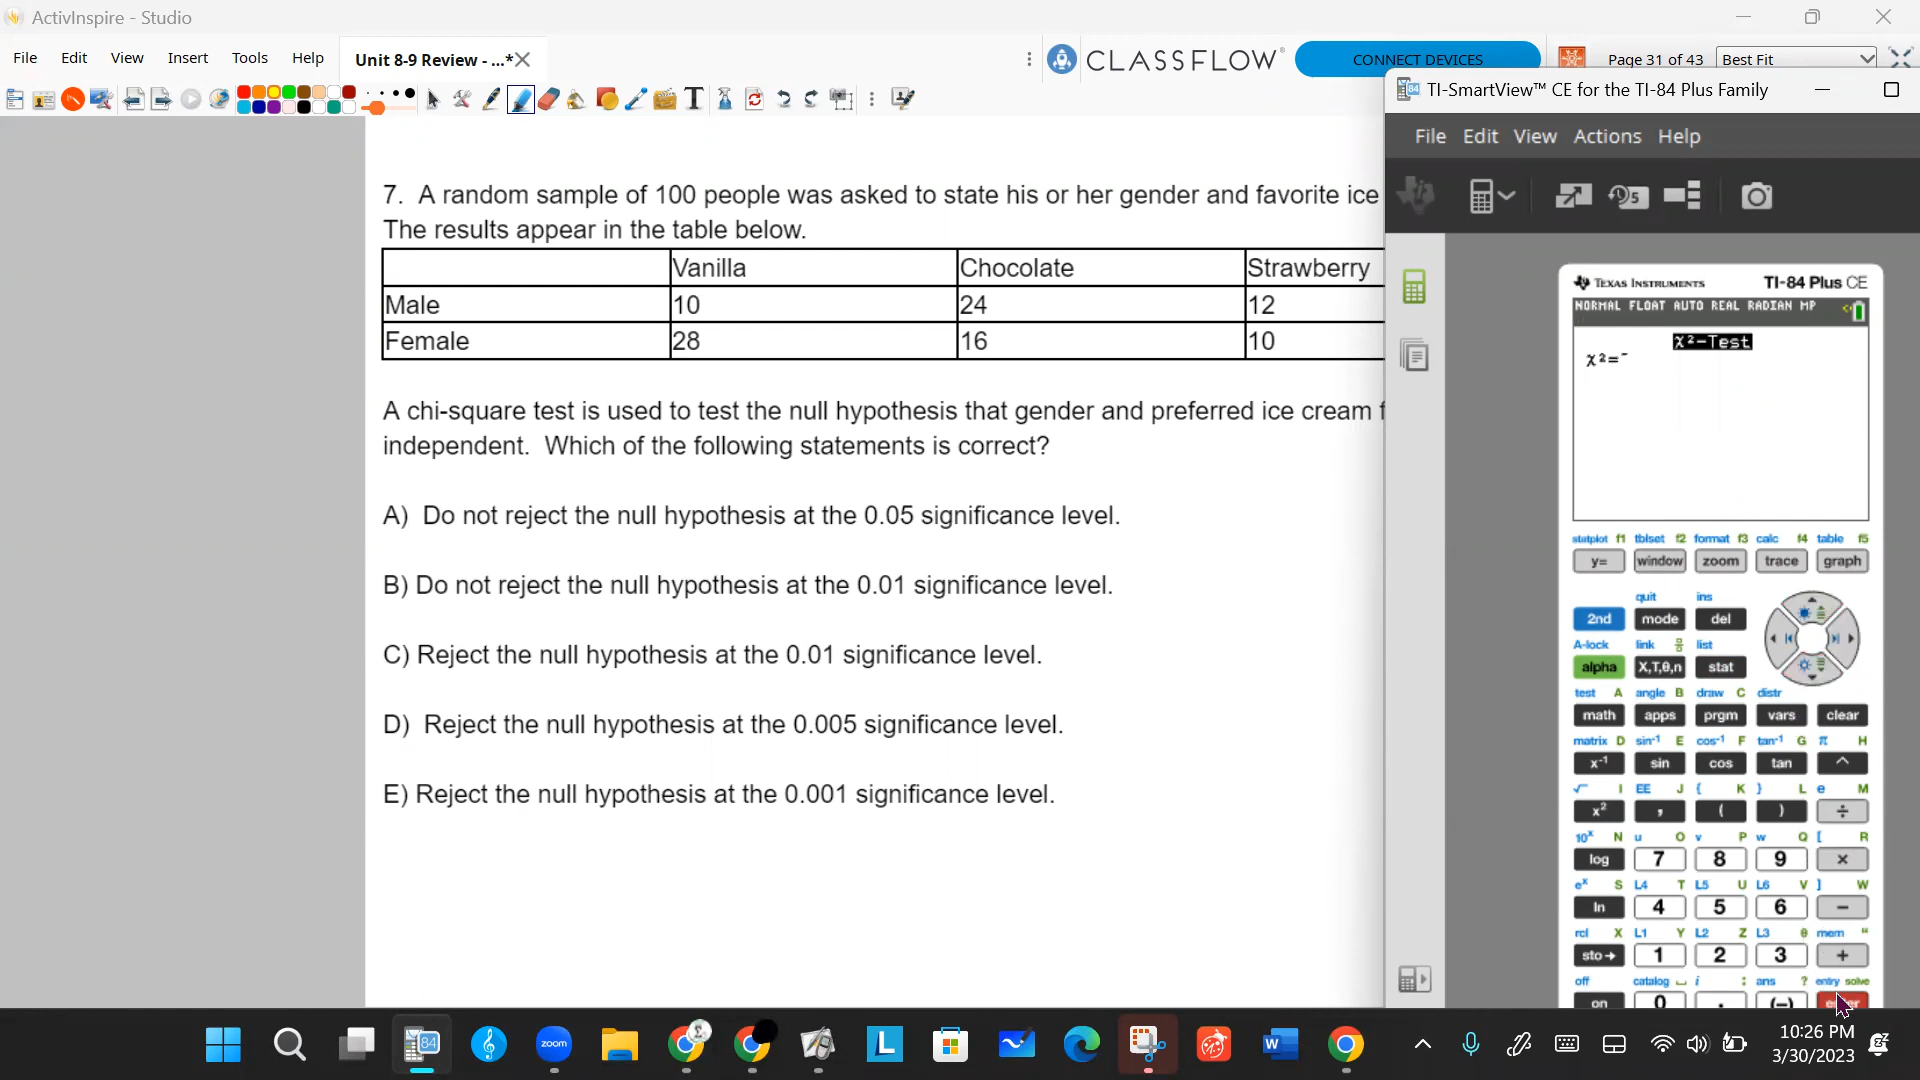 ActivInspire - Studio
File Edit View Insert Tools Help Unit 8-9 Review - ...* CLASSFLOW CONNECT DEVICES Page 31 of 43 Best Fit
TI-SmartView™ CE for the TI-84 Plus Family
File Edit View Actions Help
7. A random sample of 100 people was asked to state his or her gender and favorite ice
The results appear in the table below.
Vanilla Chocolate Strawberry
Male 10 24 12
Female 28 16 10
A chi-square test is used to test the null hypothesis that gender and preferred ice cream f
independent. Which of the following statements is correct?
A) Do not reject the null hypothesis at the 0.05 significance level.
B) Do not reject the null hypothesis at the 0.01 significance level.
C) Reject the null hypothesis at the 0.01 significance level.
D) Reject the null hypothesis at the 0.005 significance level.
E) Reject the null hypothesis at the 0.001 significance level.
TEXAS INSTRUMENTS TI-84 Plus CE
NORMAL FLOAT AUTO REAL RADIAN MP
χ²-Test
χ²=
statplot f1 tblset f2 format f3 calc f4 table f5
y= window zoom trace graph
quit ins
2nd mode del
A-lock link list
alpha X,T,θ,n stat
test A angle B draw C distr
math apps prgm vars clear
matrix D sin⁻¹ E cos⁻¹ F tan⁻¹ G π H
x⁻¹ sin cos tan ^
√ I EE J { K } L e M
x² , ( ) ÷
10ˣ N u O v P w Q [ R
log 7 8 9 ×
eˣ S L4 T L5 U L6 V ] W
ln 4 5 6 −
rcl X L1 Y L2 Z L3 θ mem "
sto→ 1 2 3 +
off catalog i : ans ? entry solve
on 0 . (−) enter
84 zoom L W
10:26 PM
3/30/2023